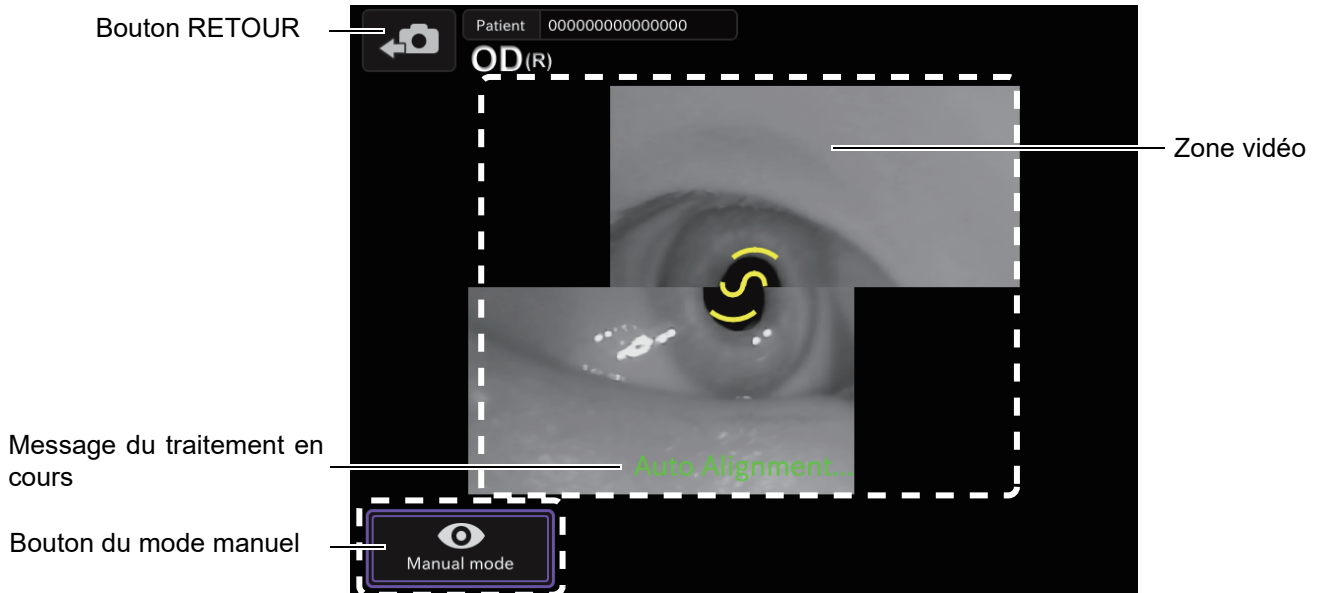 Bouton RETOUR
Patient 000000000000000
OD(R)
Zone vidéo
Message du traitement en
cours
Auto Alignment...
Bouton du mode manuel
Manual mode